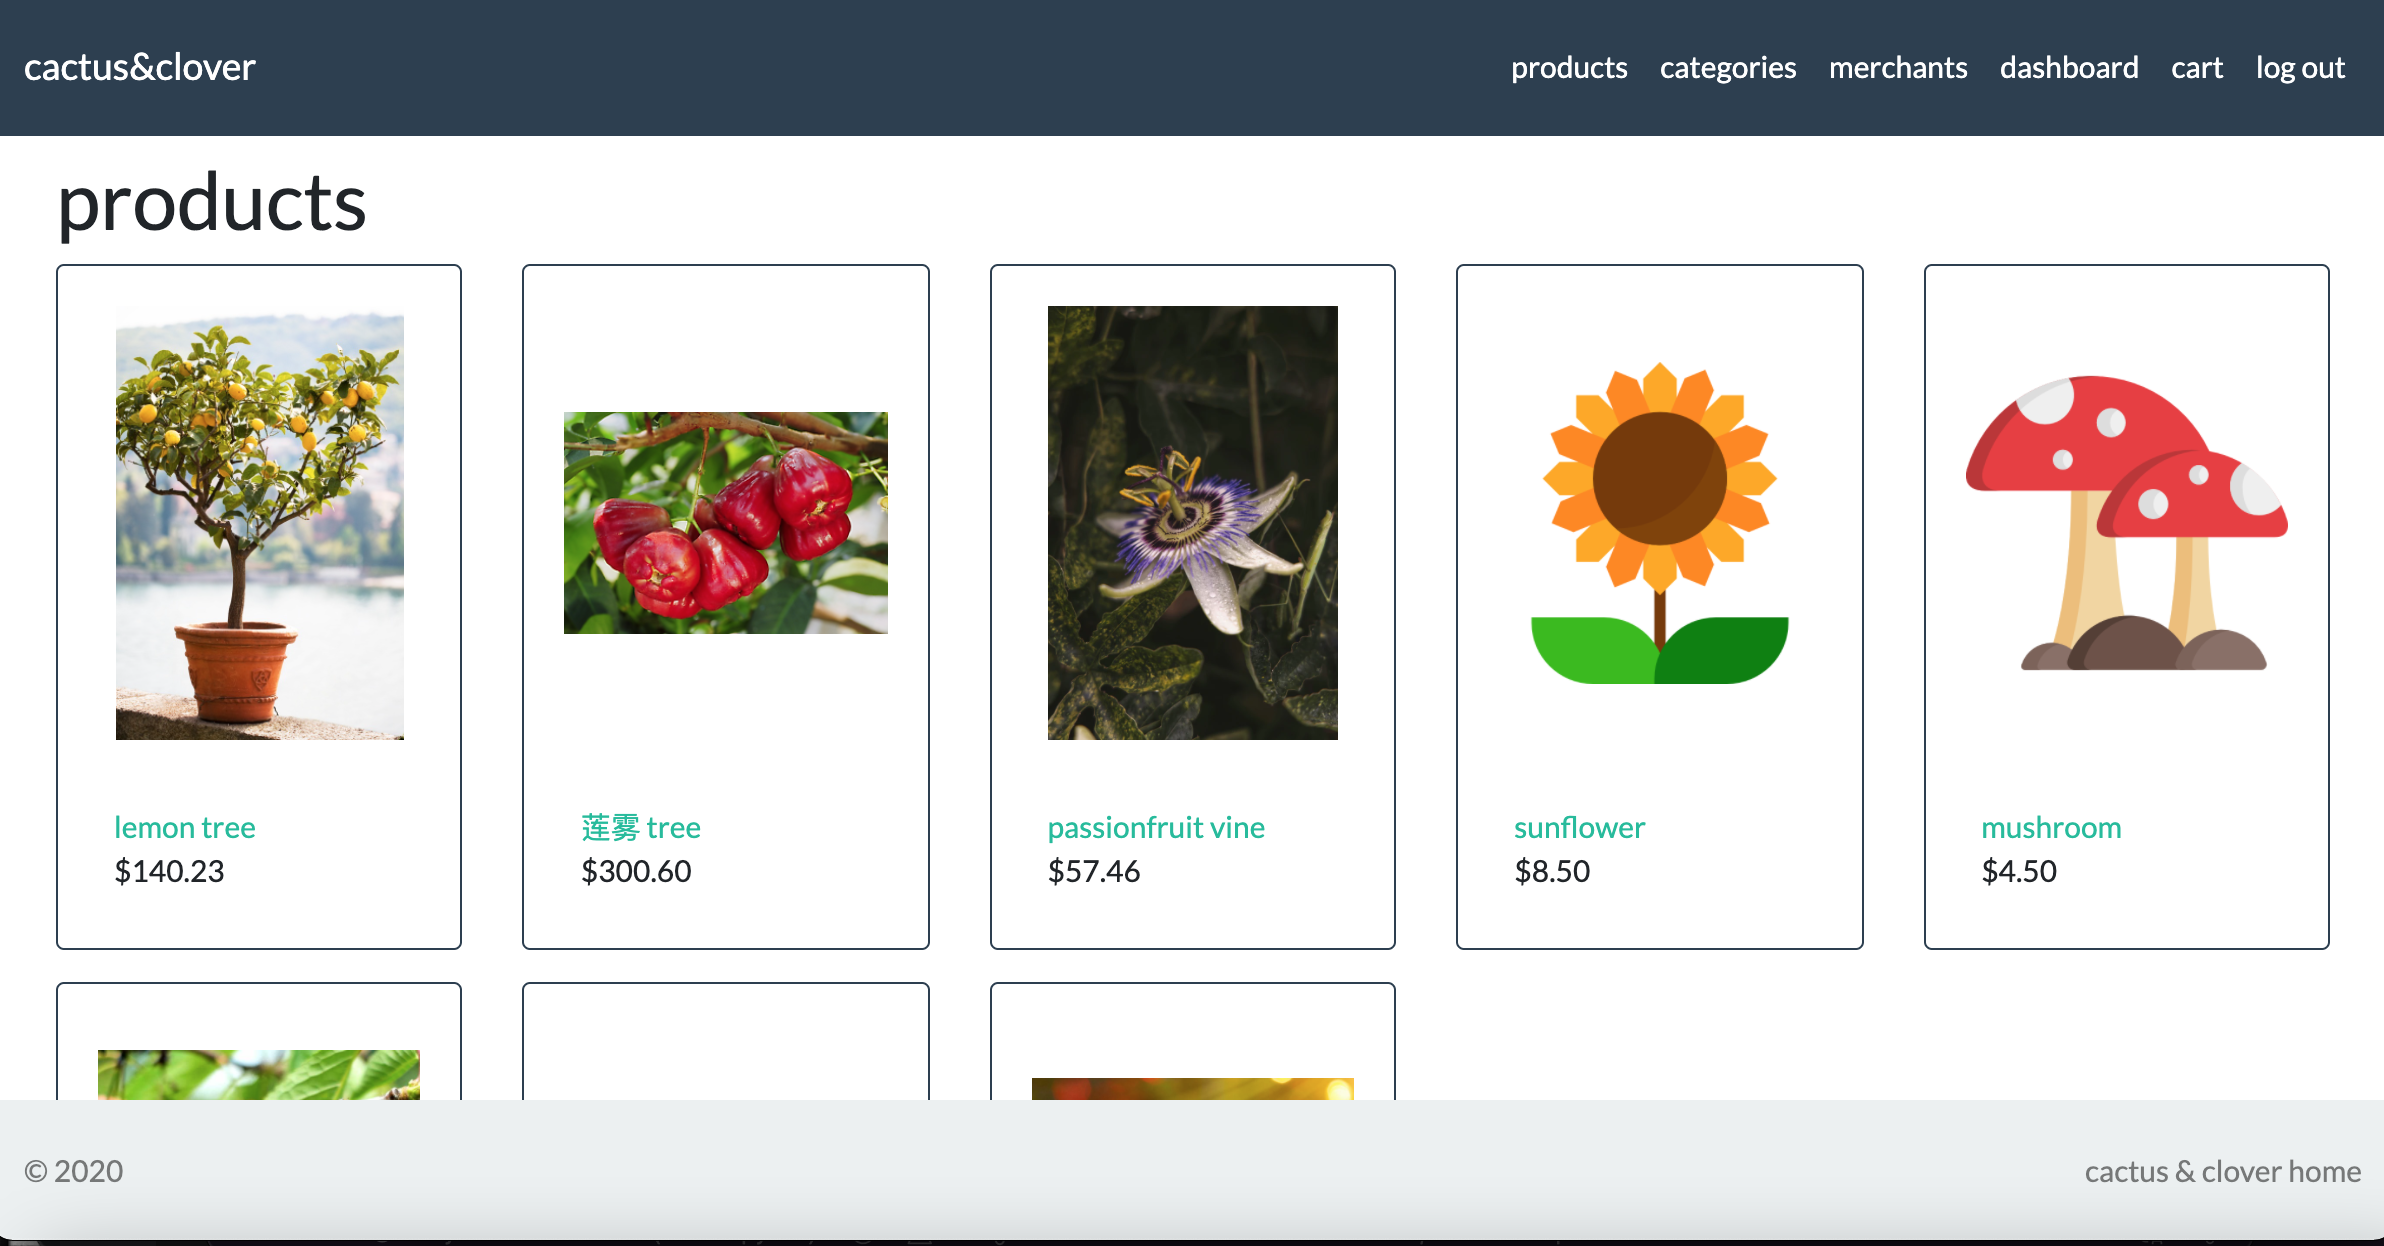 cactus&clover
products categories merchants dashboard cart log out
products
lemon tree
$140.23
莲雾 tree
$300.60
passionfruit vine
$57.46
sunflower
$8.50
mushroom
$4.50
© 2020
cactus & clover home